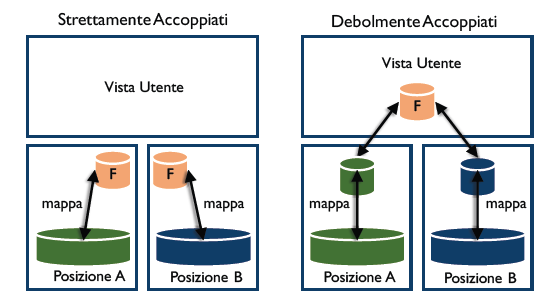 Strettamente Accoppiati
Debolmente Accoppiati
Vista Utente
Vista Utente
F
F
F
mappa
mappa
mappa
mappa
Posizione A
Posizione B
Posizione A
Posizione B